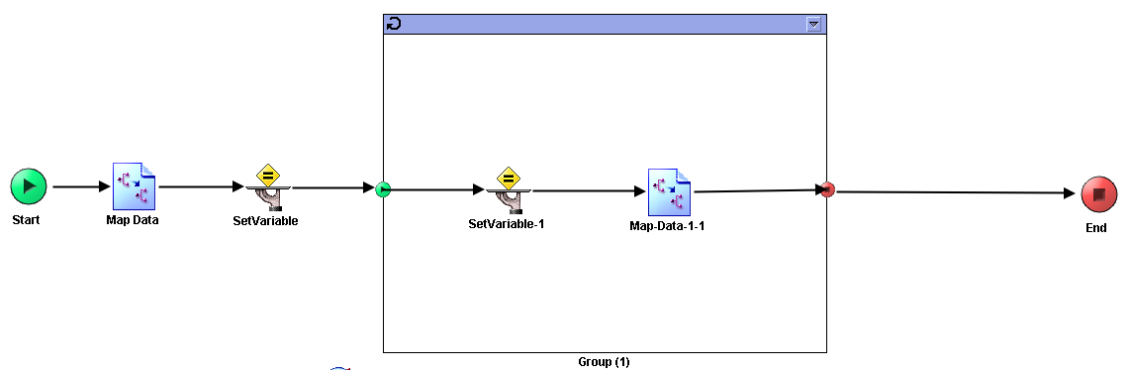 Start
Map Data
SetVariable
SetVariable-1
Map-Data-1-1
End
Group (1)